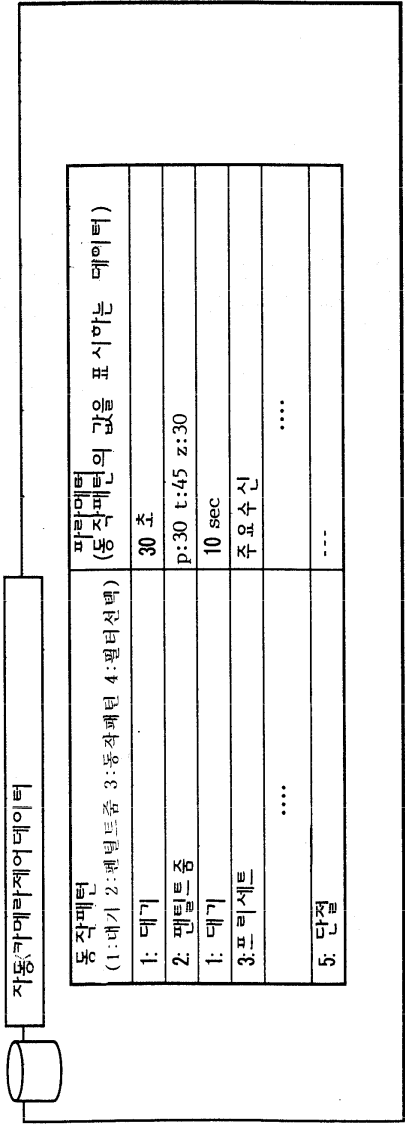 자동/카메라제어데이터
동작패턴
(1:대기 2:팬틸트줌 3:동작패턴 4:필터선택)
파라메터
(동작패턴의 값을 표시하는 데이터)
1: 대기
30 초
2: 팬틸트줌
p:30 t:45 z:30
1: 대기
10 sec
3:프리세트
주요수신
....
....
5: 단절
---